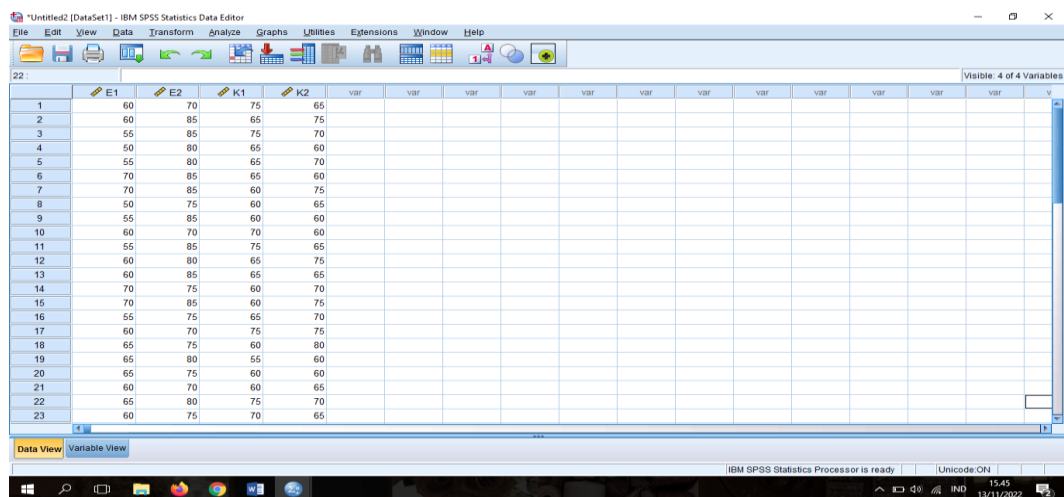 *Untitled2 [DataSet1] - IBM SPSS Statistics Data Editor
File Edit View Data Transform Analyze Graphs Utilities Extensions Window Help
22 : Visible: 4 of 4 Variables
E1 E2 K1 K2 var var var var var var var var var var var v
1 60 70 75 65
2 60 85 65 75
3 55 85 75 70
4 50 80 65 60
5 55 80 65 70
6 70 85 65 60
7 70 85 60 75
8 50 75 60 65
9 55 85 60 60
10 60 70 70 60
11 55 85 75 65
12 60 80 65 75
13 60 85 65 65
14 70 75 60 70
15 70 85 60 75
16 55 75 65 70
17 60 70 75 75
18 65 75 60 80
19 65 80 55 60
20 65 75 60 60
21 60 70 60 65
22 65 80 75 70
23 60 75 70 65
Data View Variable View
IBM SPSS Statistics Processor is ready Unicode:ON
IND 15.45
13/11/2022